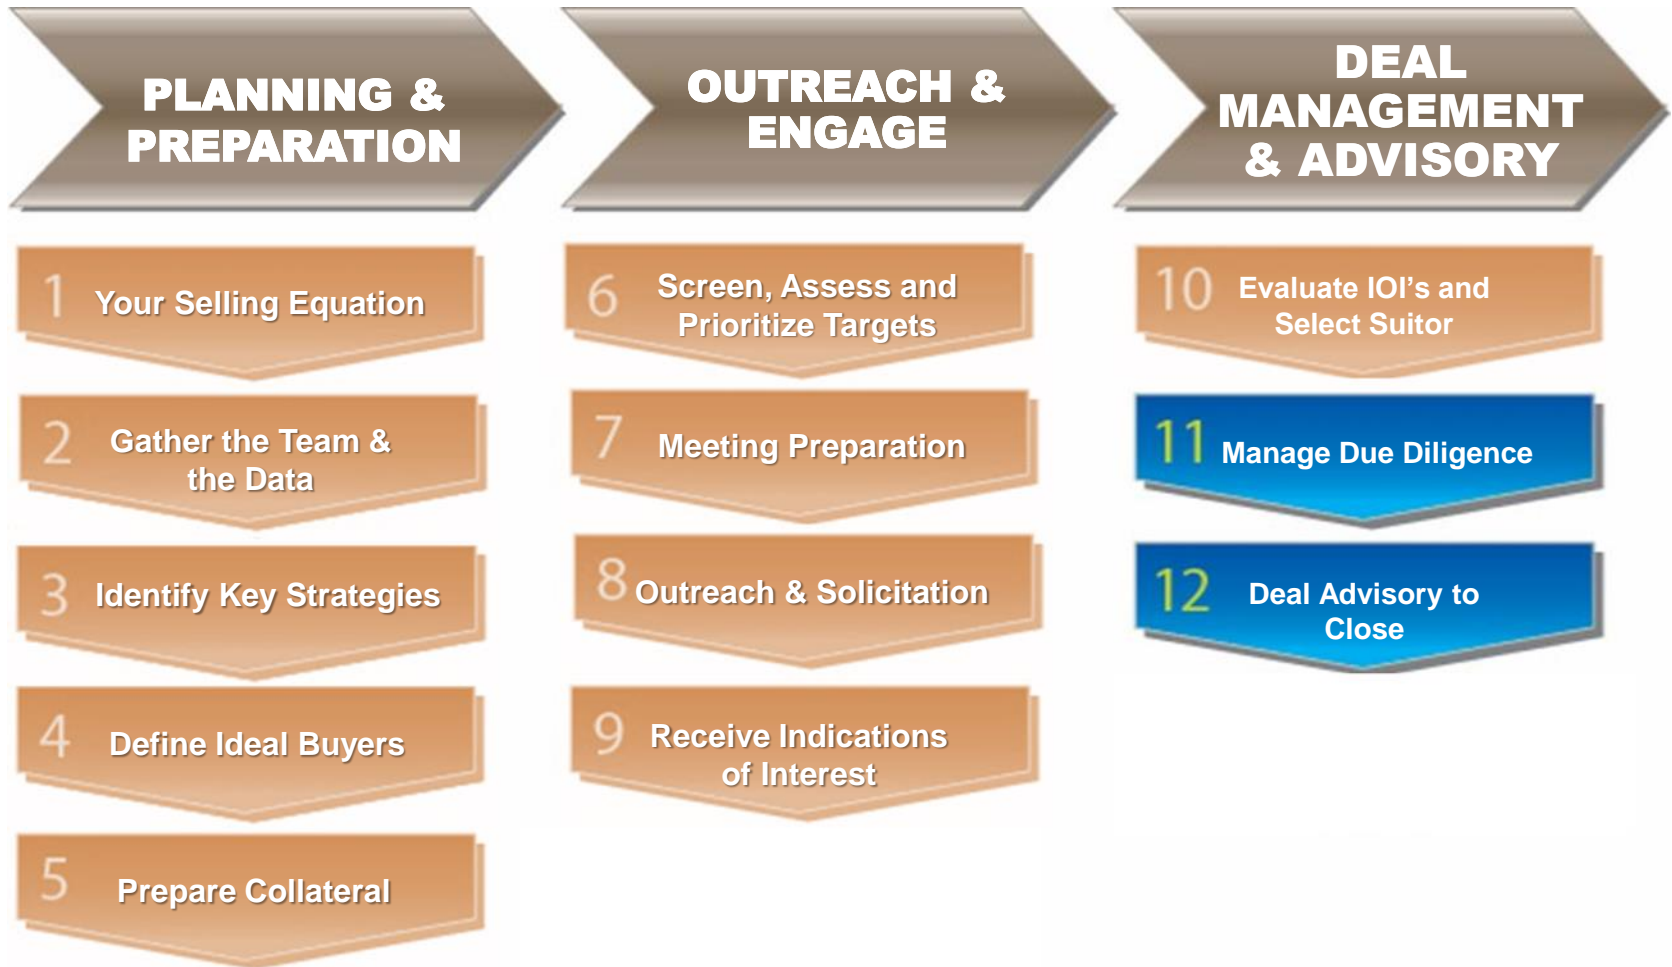 PLANNING &
PREPARATION
1
Your Selling Equation
2
Gather the Team &
the Data
3
Identify Key Strategies
4
Define Ideal Buyers
5
Prepare Collateral
OUTREACH &
ENGAGE
6
Screen, Assess and
Prioritize Targets
7
Meeting Preparation
8
Outreach & Solicitation
9
Receive Indications
of Interest
DEAL
MANAGEMENT
& ADVISORY
10
Evaluate IOI’s and
Select Suitor
11
Manage Due Diligence
12
Deal Advisory to
Close